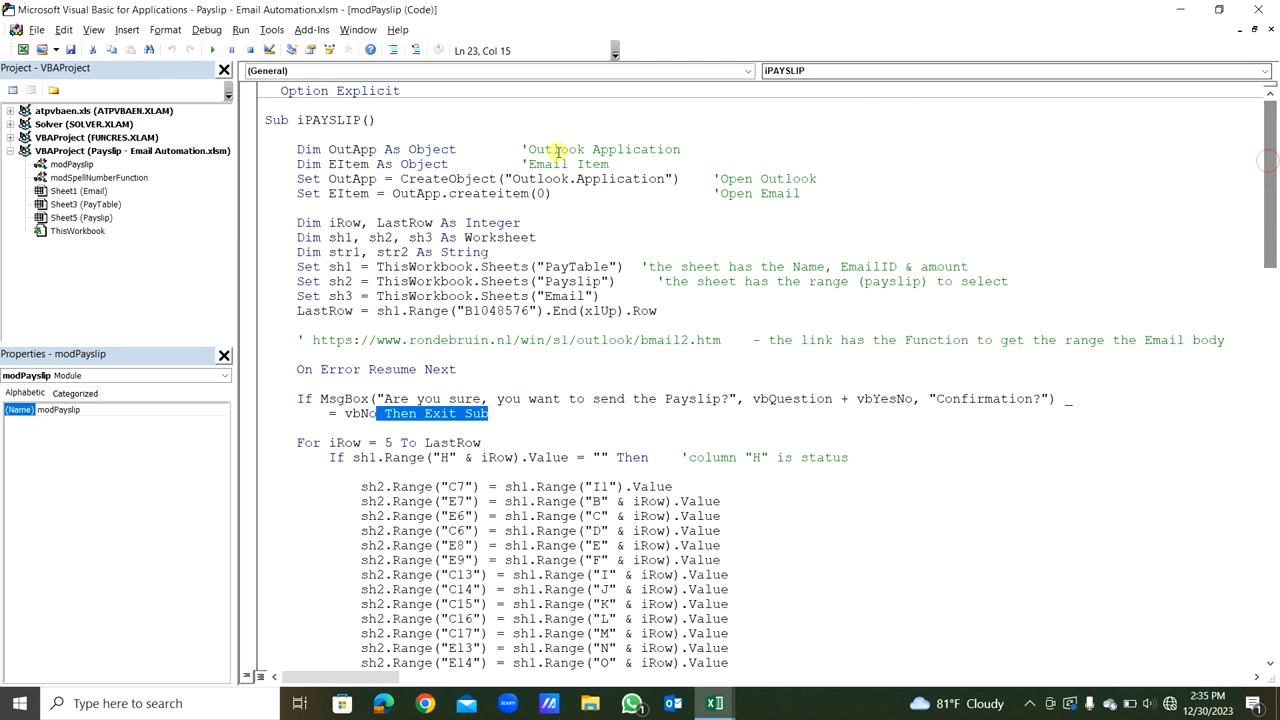 Microsoft Visual Basic for Applications - Payslip - Email Automation.xlsm - [modPayslip (Code)]
File Edit View Insert Format Debug Run Tools Add-Ins Window Help
Ln 23, Col 15
Project - VBAProject
(General)
iPAYSLIP
atpvbaen.xls (ATPVBAEN.XLAM)
Solver (SOLVER.XLAM)
VBAProject (FUNCRES.XLAM)
VBAProject (Payslip - Email Automation.xlsm)
modPayslip
modSpellNumberFunction
Sheet1 (Email)
Sheet3 (PayTable)
Sheet5 (Payslip)
ThisWorkbook
Properties - modPayslip
modPayslip Module
Alphabetic Categorized
(Name) modPayslip
Option Explicit
Sub iPAYSLIP()
Dim OutApp As Object 'Outlook Application
Dim EItem As Object 'Email Item
Set OutApp = CreateObject("Outlook.Application") 'Open Outlook
Set EItem = OutApp.createitem(0) 'Open Email
Dim iRow, LastRow As Integer
Dim sh1, sh2, sh3 As Worksheet
Dim str1, str2 As String
Set sh1 = ThisWorkbook.Sheets("PayTable") 'the sheet has the Name, EmailID & amount
Set sh2 = ThisWorkbook.Sheets("Payslip") 'the sheet has the range (payslip) to select
Set sh3 = ThisWorkbook.Sheets("Email")
LastRow = sh1.Range("B1048576").End(xlUp).Row
' https://www.rondebruin.nl/win/s1/outlook/bmail2.htm - the link has the Function to get the range the Email body
On Error Resume Next
If MsgBox("Are you sure, you want to send the Payslip?", vbQuestion + vbYesNo, "Confirmation?") _
= vbNo Then Exit Sub
For iRow = 5 To LastRow
If sh1.Range("H" & iRow).Value = "" Then 'column "H" is status
sh2.Range("C7") = sh1.Range("I1").Value
sh2.Range("E7") = sh1.Range("B" & iRow).Value
sh2.Range("E6") = sh1.Range("C" & iRow).Value
sh2.Range("C6") = sh1.Range("D" & iRow).Value
sh2.Range("E8") = sh1.Range("E" & iRow).Value
sh2.Range("E9") = sh1.Range("F" & iRow).Value
sh2.Range("C13") = sh1.Range("I" & iRow).Value
sh2.Range("C14") = sh1.Range("J" & iRow).Value
sh2.Range("C15") = sh1.Range("K" & iRow).Value
sh2.Range("C16") = sh1.Range("L" & iRow).Value
sh2.Range("C17") = sh1.Range("M" & iRow).Value
sh2.Range("E13") = sh1.Range("N" & iRow).Value
sh2.Range("E14") = sh1.Range("O" & iRow).Value
Type here to search
zoom
1
81°F Cloudy
2:35 PM
12/30/2023
1